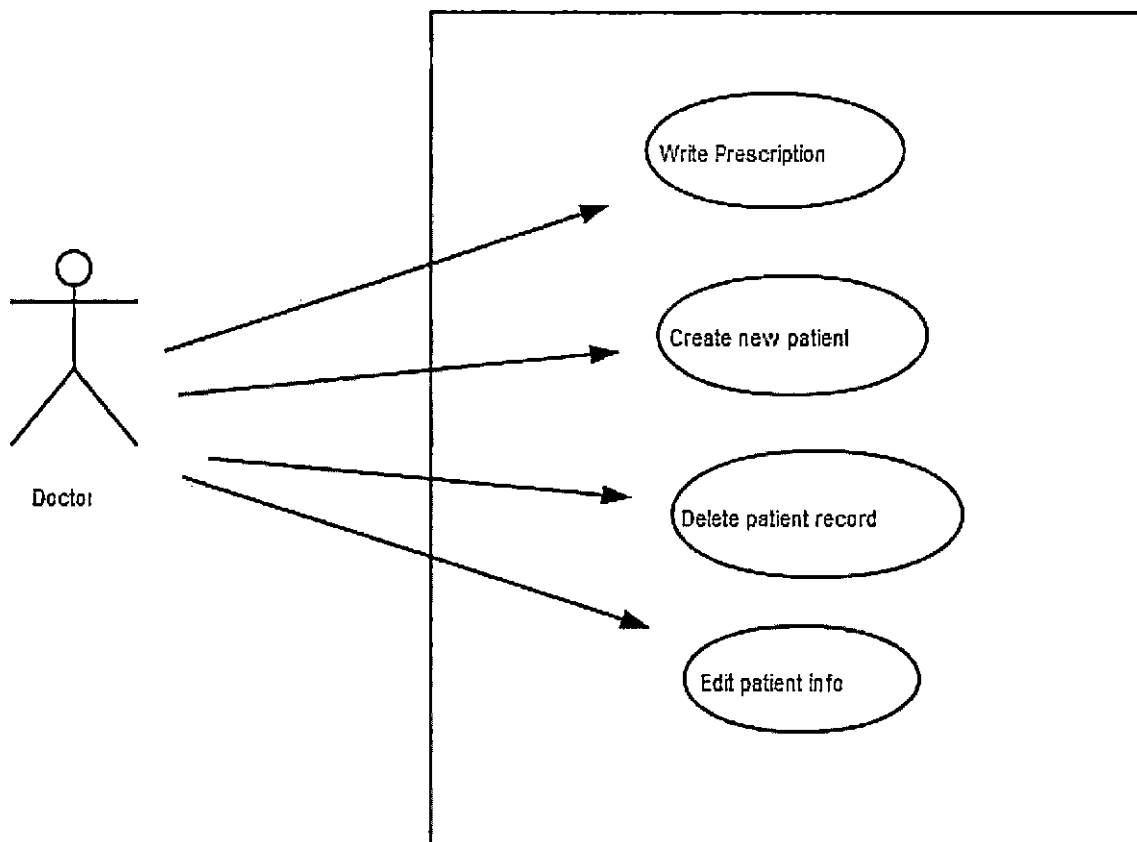 Write Prescription
Create new patient
Doctor
Delete patient record
Edit patient info